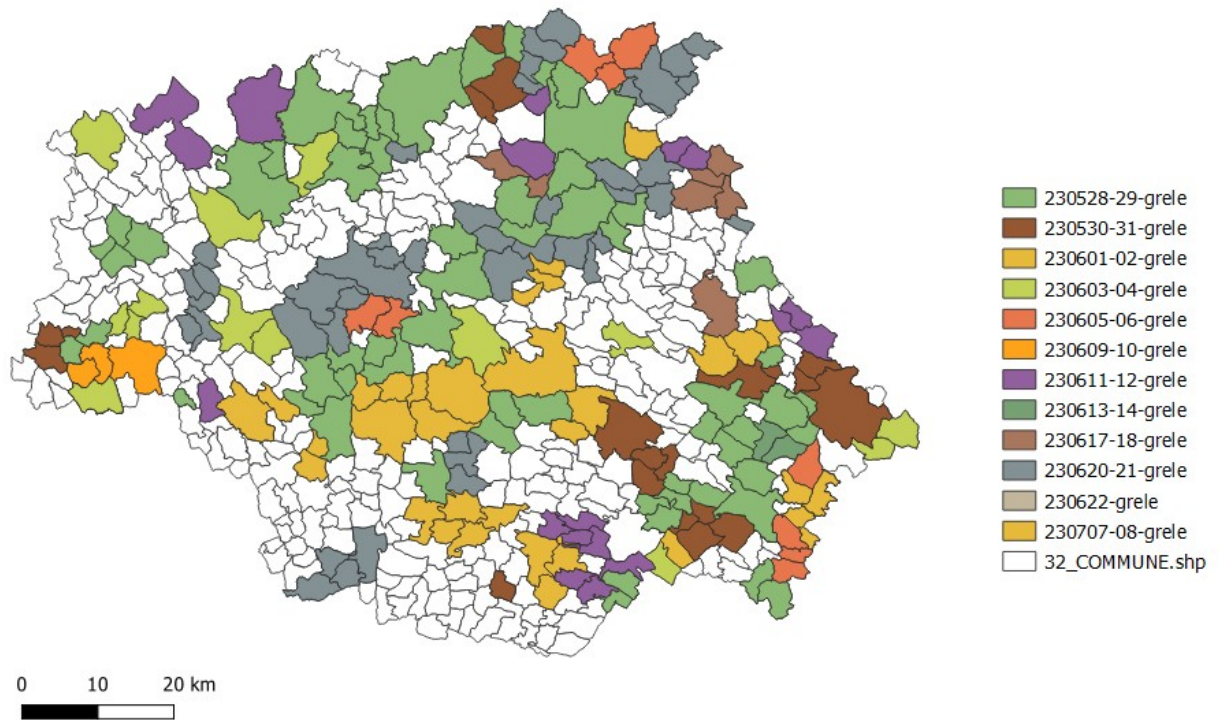 230528-29-grele
230530-31-grele
230601-02-grele
230603-04-grele
230605-06-grele
230609-10-grele
230611-12-grele
230613-14-grele
230617-18-grele
230620-21-grele
230622-grele
230707-08-grele
32_COMMUNE.shp
0 10 20 km